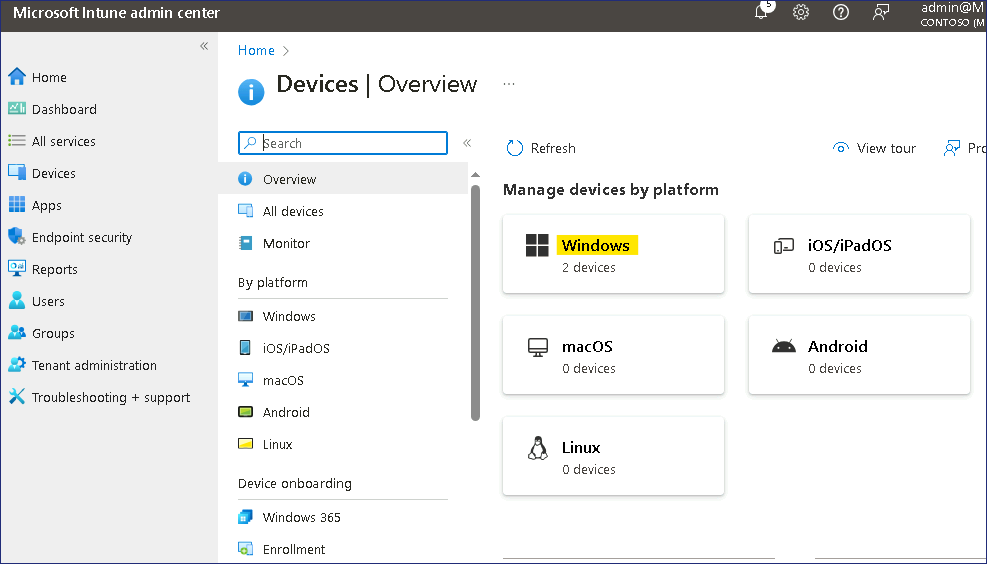 Microsoft Intune admin center
5
admin@M
CONTOSO (M
Home
Dashboard
All services
Devices
Apps
Endpoint security
Reports
Users
Groups
Tenant administration
Troubleshooting + support
Home
Devices | Overview
Search
Overview
All devices
Monitor
By platform
Windows
iOS/iPadOS
macOS
Android
Linux
Device onboarding
Windows 365
Enrollment
Refresh
View tour
Pro
Manage devices by platform
Windows
2 devices
iOS/iPadOS
0 devices
macOS
0 devices
Android
0 devices
Linux
0 devices